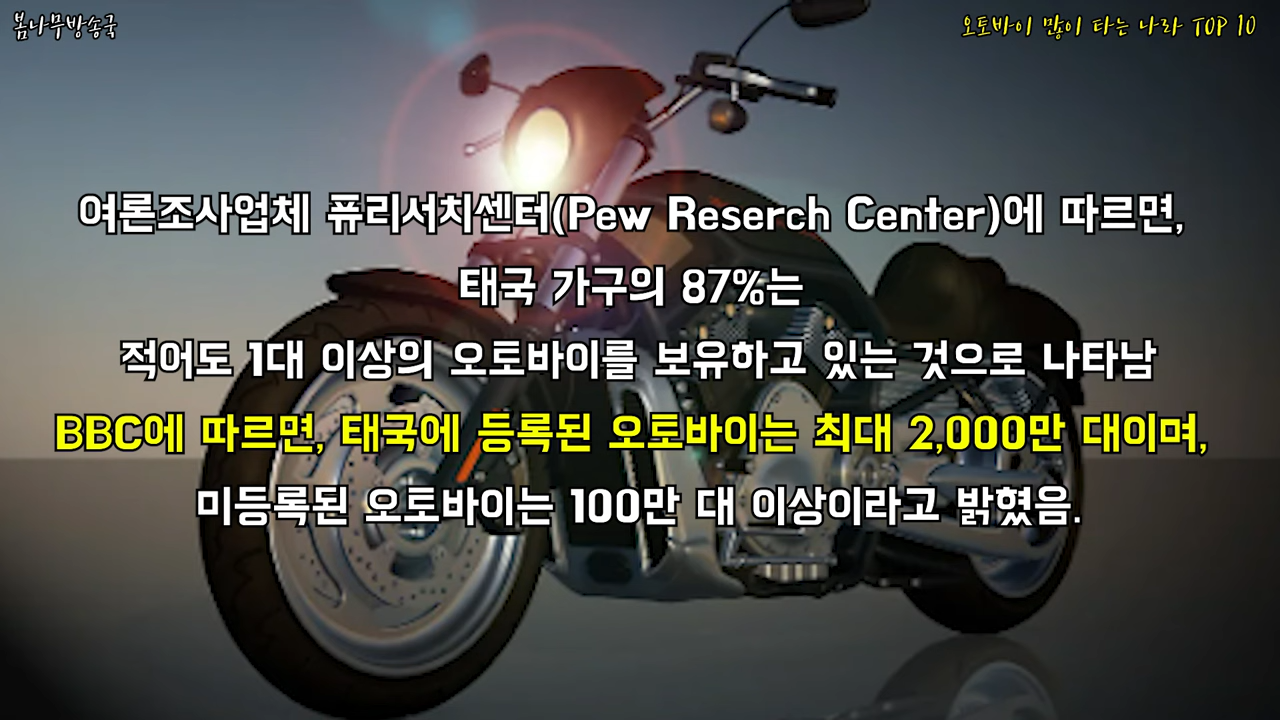 봄나무방송국
오토바이 많이 타는 나라 TOP 10
여론조사업체 퓨리서치센터(Pew Reserch Center)에 따르면,
태국 가구의 87%는
적어도 1대 이상의 오토바이를 보유하고 있는 것으로 나타남
BBC에 따르면, 태국에 등록된 오토바이는 최대 2,000만 대이며,
미등록된 오토바이는 100만 대 이상이라고 밝혔음.